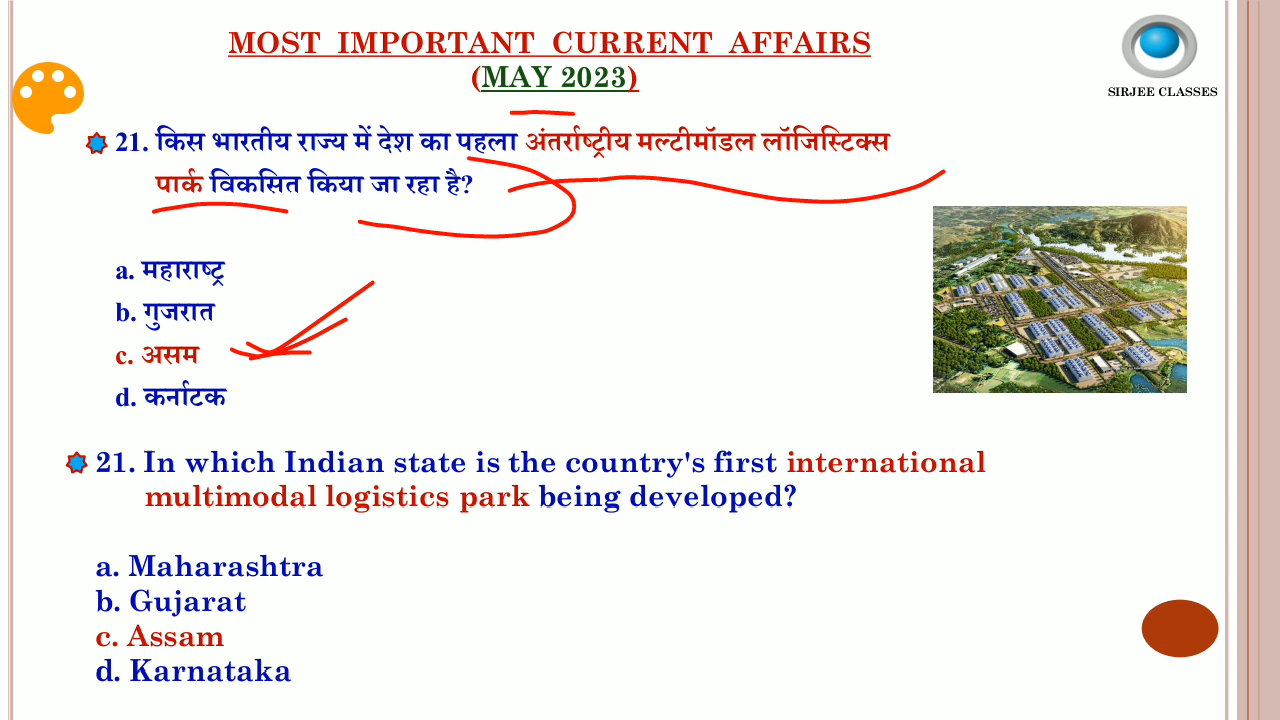 MOST IMPORTANT CURRENT AFFAIRS
(MAY 2023)
SIRJEE CLASSES
21. किस भारतीय राज्य में देश का पहला अंतर्राष्ट्रीय मल्टीमॉडल लॉजिस्टिक्स
पार्क विकसित किया जा रहा है?
a. महाराष्ट्र
b. गुजरात
c. असम
d. कर्नाटक
21. In which Indian state is the country's first international
multimodal logistics park being developed?
a. Maharashtra
b. Gujarat
c. Assam
d. Karnataka